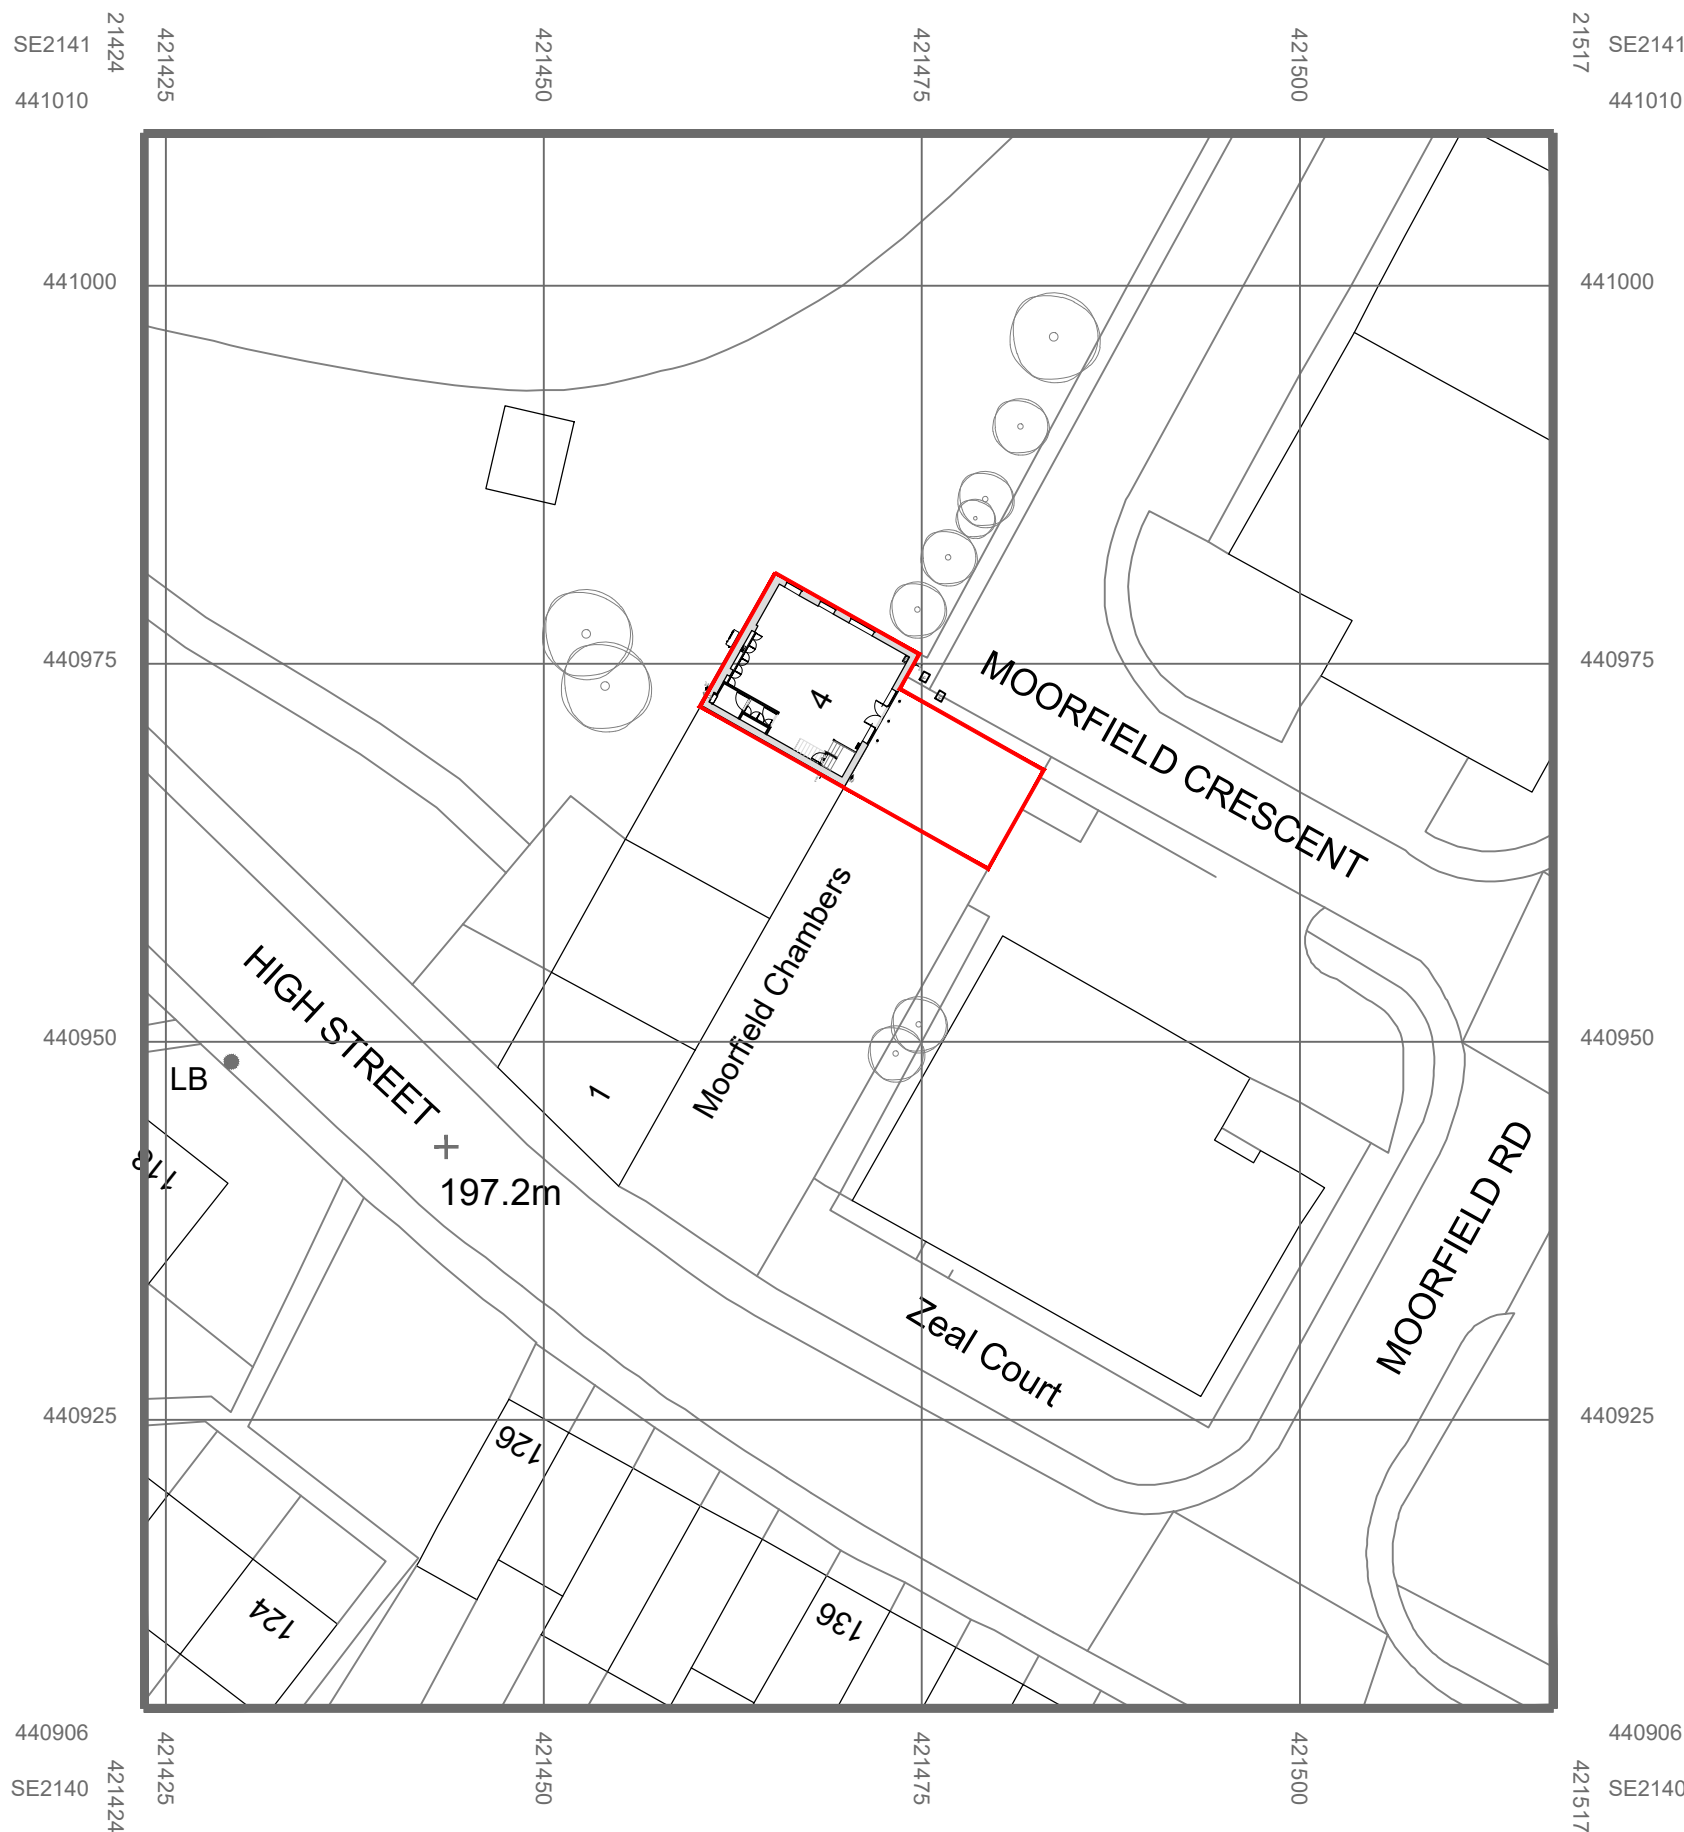 SE2141
21424
421425
421450
421475
421500
21517
SE2141
441010
441010
441000
441000
440975
440975
4
MOORFIELD CRESCENT
Moorfield Chambers
HIGH STREET
440950
440950
LB
1
197.2m
118
MOORFIELD RD
Zeal Court
440925
440925
126
124
136
440906
440906
SE2140
421424
421425
421450
421475
421500
421517
SE2140